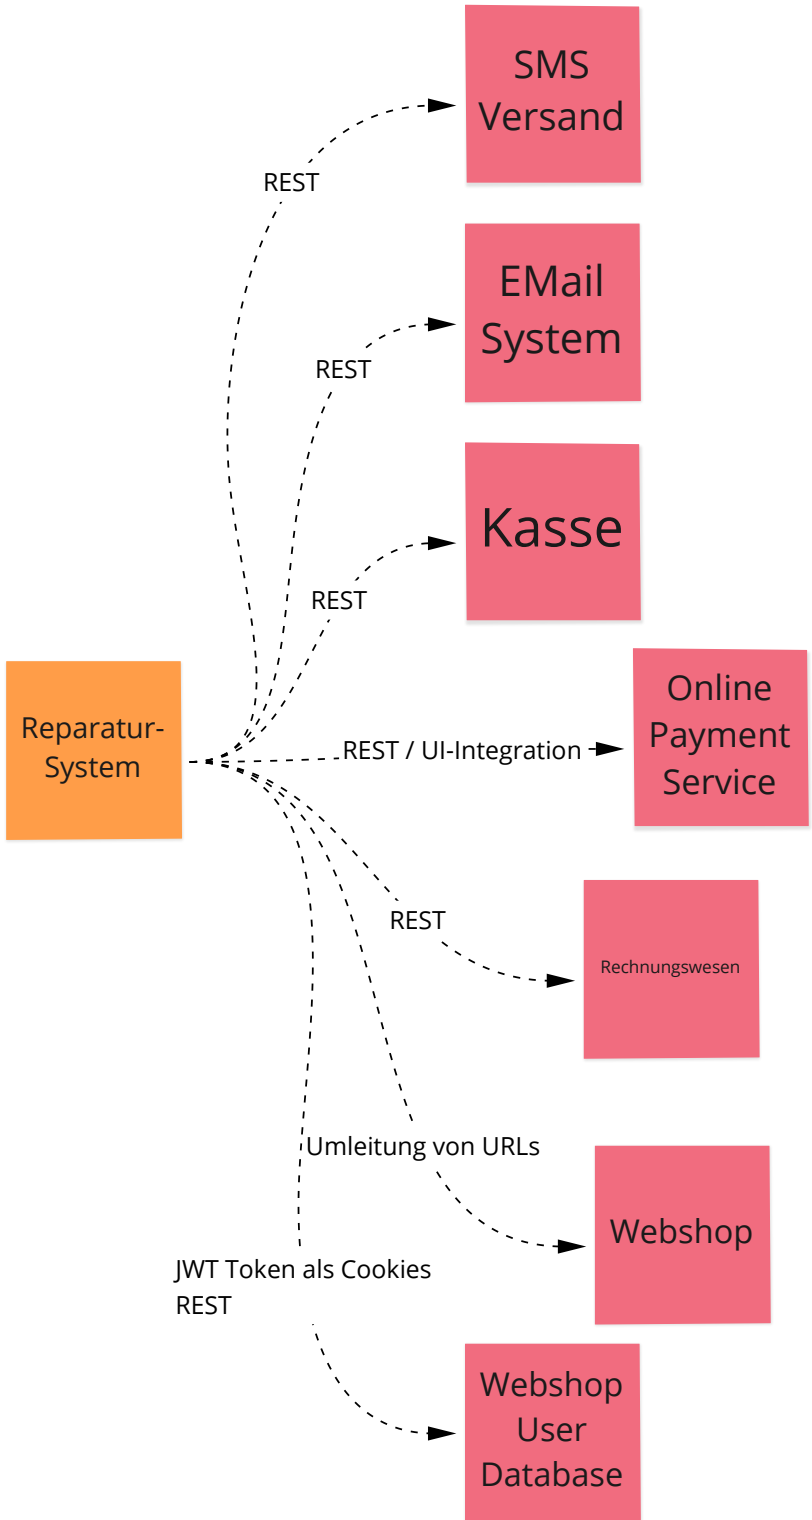 SMS
Versand
REST
EMail
System
REST
Kasse
REST
Reparatur-
System
REST / UI-Integration
Online
Payment
Service
REST
Rechnungswesen
Umleitung von URLs
Webshop
JWT Token als Cookies
REST
Webshop
User
Database